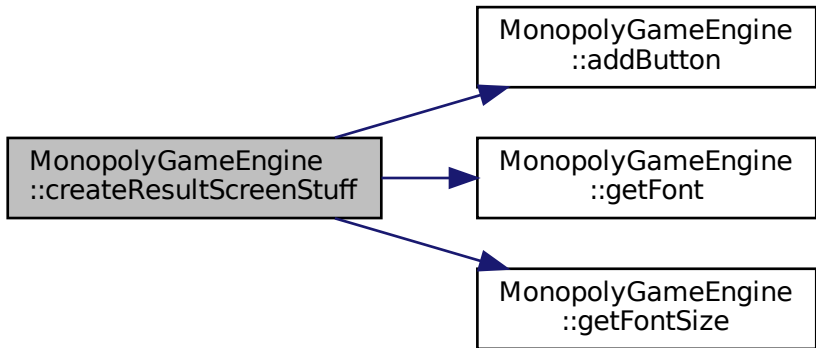 MonopolyGameEngine
::addButton
MonopolyGameEngine
::createResultScreenStuff
MonopolyGameEngine
::getFont
MonopolyGameEngine
::getFontSize